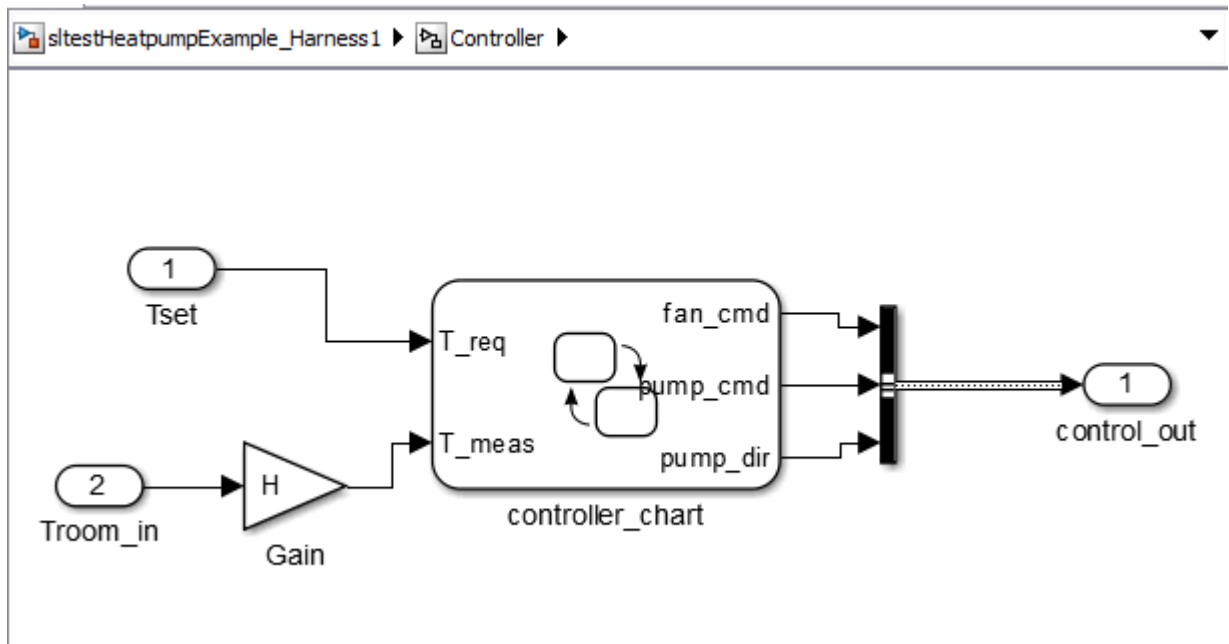 sltestHeatpumpExample_Harness1 Controller
1
Tset
T_req
fan_cmd
pump_cmd
1
control_out
T_meas
pump_dir
2
H
Troom_in
Gain
controller_chart